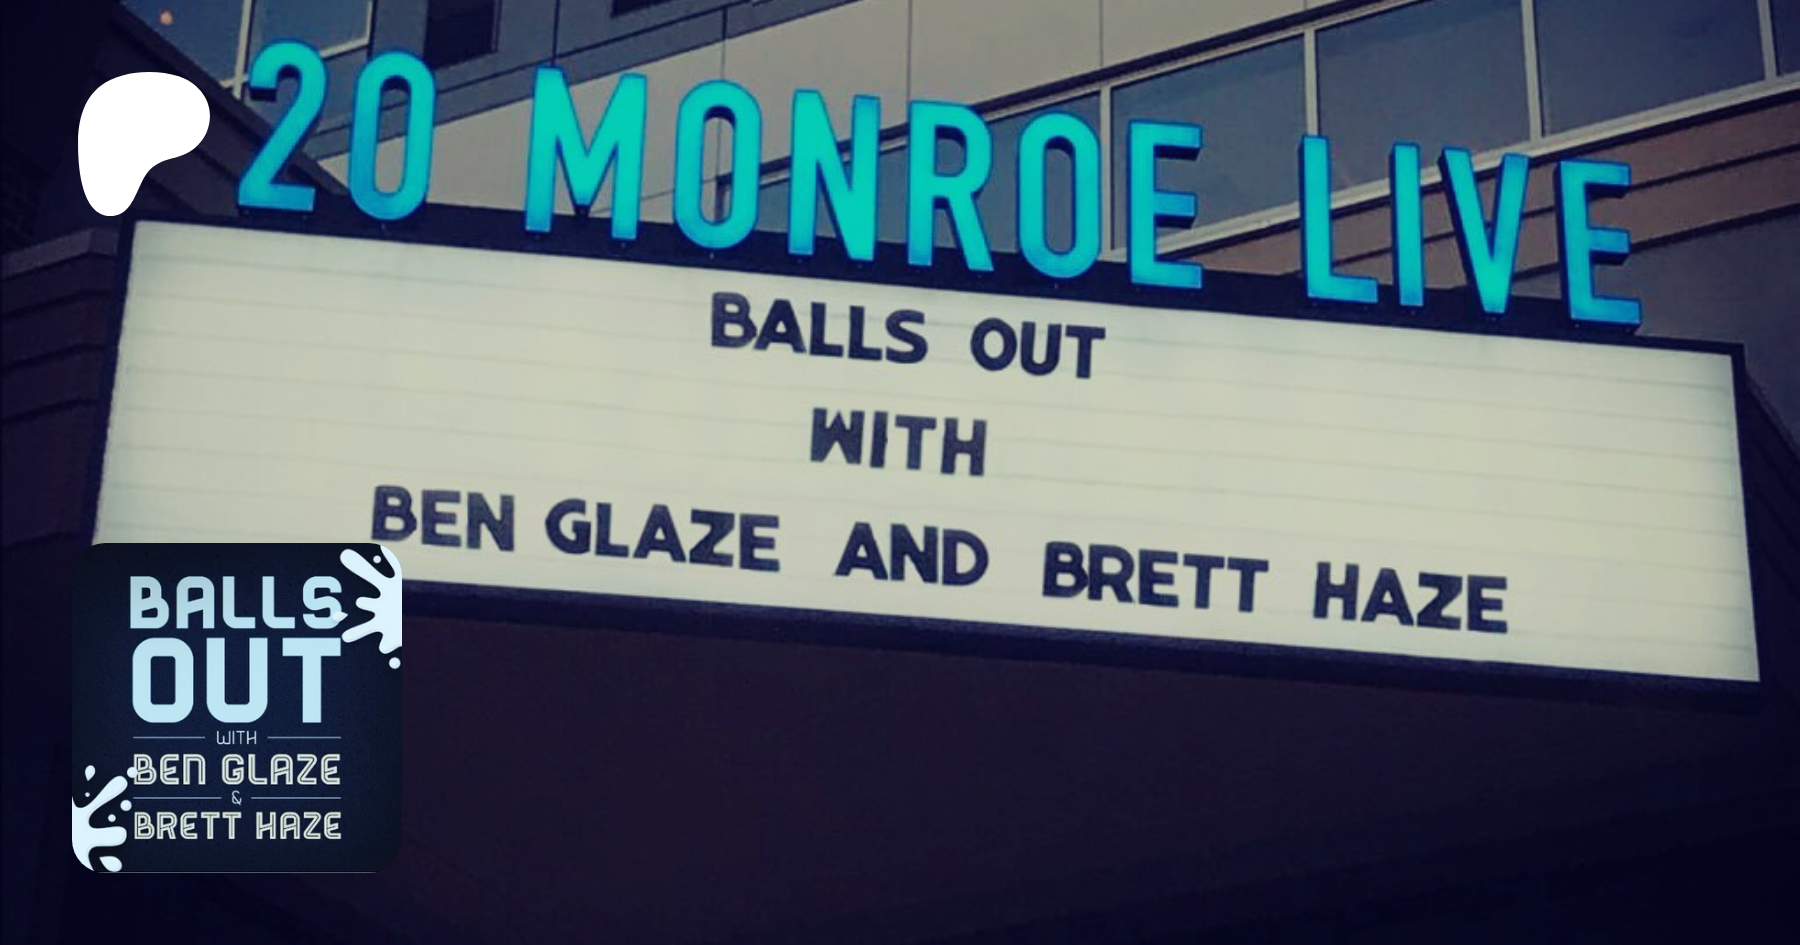 20 MONROE LIVE
BALLS OUT
WITH
BEN GLAZE AND BRETT HAZE
BALLS
OUT
WITH
BEN GLAZE
&
BRETT HAZE